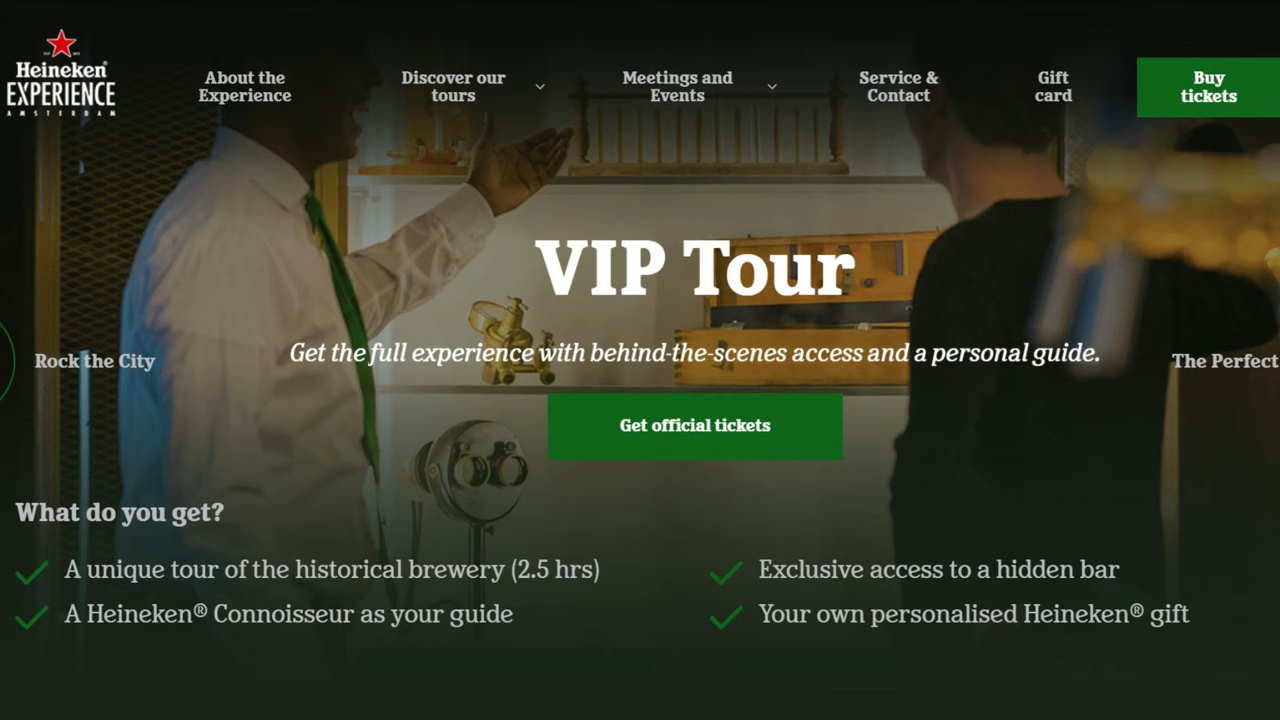 Heineken®
EXPERIENCE
AMSTERDAM
About the
Experience
Discover our
tours
Meetings and
Events
Service &
Contact
Gift
card
Buy
tickets
VIP Tour
Rock the City
Get the full experience with behind-the-scenes access and a personal guide.
The Perfect
Get official tickets
What do you get?
A unique tour of the historical brewery (2.5 hrs)
Exclusive access to a hidden bar
A Heineken® Connoisseur as your guide
Your own personalised Heineken® gift